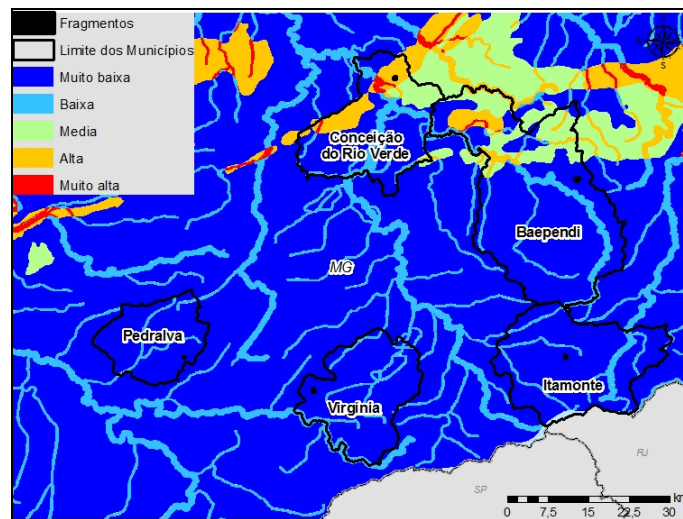 Fragmentos
Limite dos Municípios
Muito baixa
Baixa
Media
Alta
Muito alta
Conceição
do Rio Verde
Baependi
MG
Pedralva
Virgínia
Itamonte
RJ
SP
0 7,5 15 22,5 30
km
S